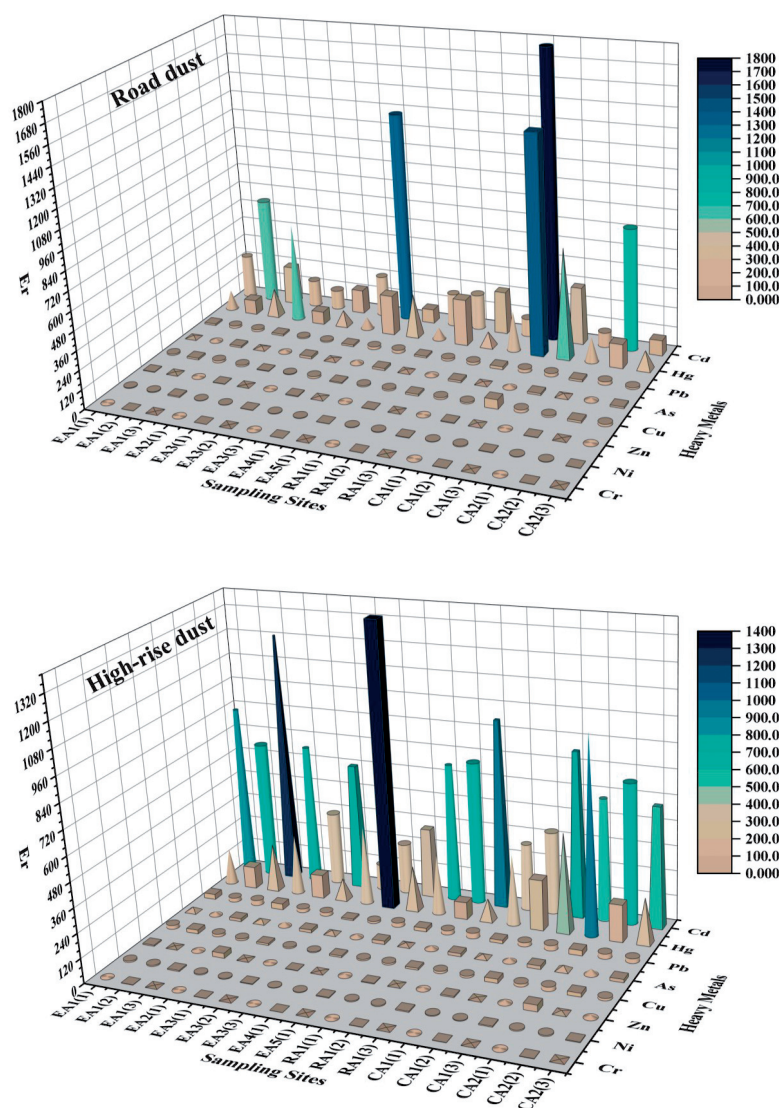 Road dust
Er
1800
1680
1560
1440
1320
1200
1080
960
840
720
600
480
360
240
120
0
EA1(1)
EA1(2)
EA1(3)
EA2(1)
EA3(1)
EA3(2)
EA3(3)
EA4(1)
EA5(1)
RA1(1)
RA1(2)
RA1(3)
CA1(1)
CA1(2)
CA1(3)
CA2(1)
CA2(2)
CA2(3)
Sampling Sites
Cd
Hg
Pb
As
Cu
Zn
Ni
Cr
Heavy Metals
1800
1700
1600
1500
1400
1300
1200
1100
1000
900.0
800.0
700.0
600.0
500.0
400.0
300.0
200.0
100.0
0.000
High-rise dust
Er
1320
1200
1080
960
840
720
600
480
360
240
120
0
EA1(1)
EA1(2)
EA1(3)
EA2(1)
EA3(1)
EA3(2)
EA3(3)
EA4(1)
EA5(1)
RA1(1)
RA1(2)
RA1(3)
CA1(1)
CA1(2)
CA1(3)
CA2(1)
CA2(2)
CA2(3)
Sampling Sites
Cd
Hg
Pb
As
Cu
Zn
Ni
Cr
Heavy Metals
1400
1300
1200
1100
1000
900.0
800.0
700.0
600.0
500.0
400.0
300.0
200.0
100.0
0.000